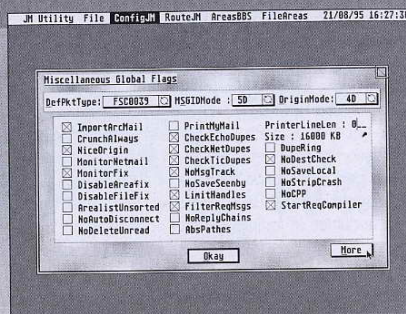 JM Utility File ConfigJM RouteJM AreasBBS FileAreas 21/08/95 16:27:30
Miscellaneous Global Flags
DefPktType: FSC0039 MSGIDMode : 5D OriginMode: 4D
ImportArcMail PrintMyMail PrinterLineLen : 0__
CrunchAlways CheckEchoDupes Size : 16000 KB
NiceOrigin CheckNetDupes DupeRing
MonitorNetmail CheckTicDupes NoDestCheck
MonitorFix NoMsgTrack NoSaveLocal
DisableAreafix NoSaveSeenby NoStripCrash
DisableFileFix LimitHandles NoCPP
ArealistUnsorted FilterReqMsgs StartReqCompiler
NoAutoDisconnect NoReplyChains
NoDeleteUnread AbsPathes
Okay More